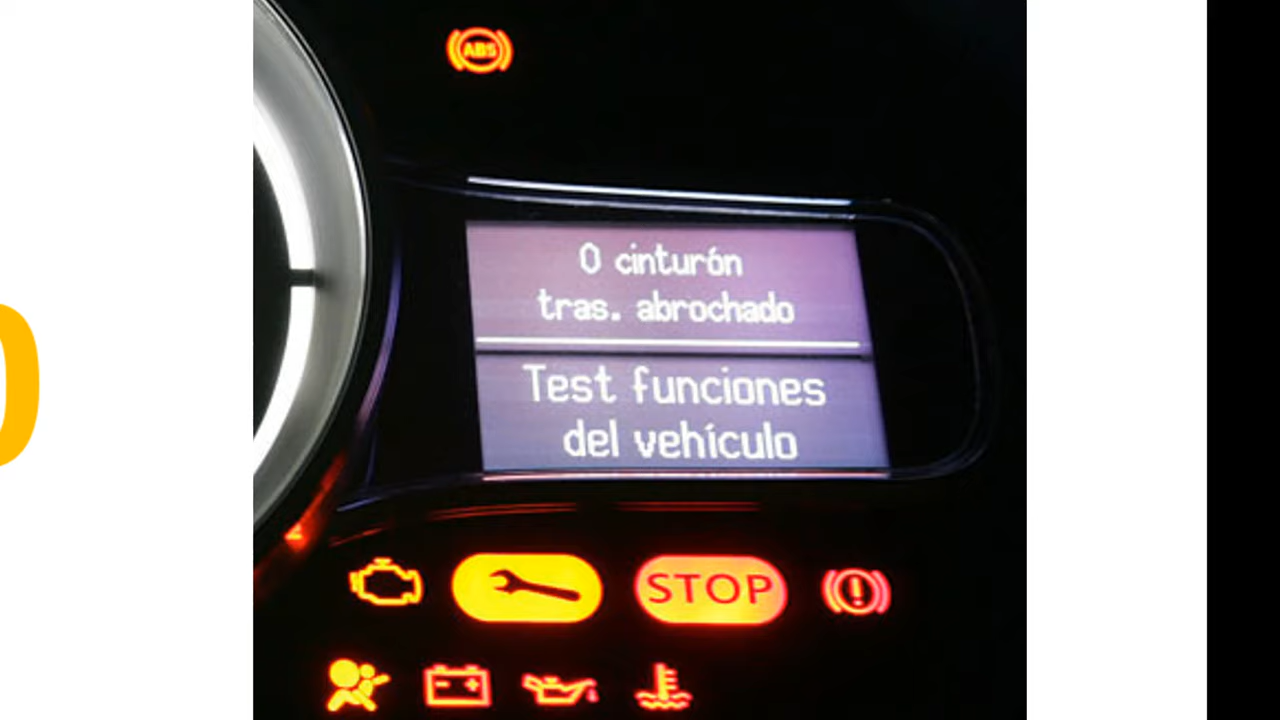 ABS
0 cinturón
tras. abrochado
Test funciones
del vehículo
STOP